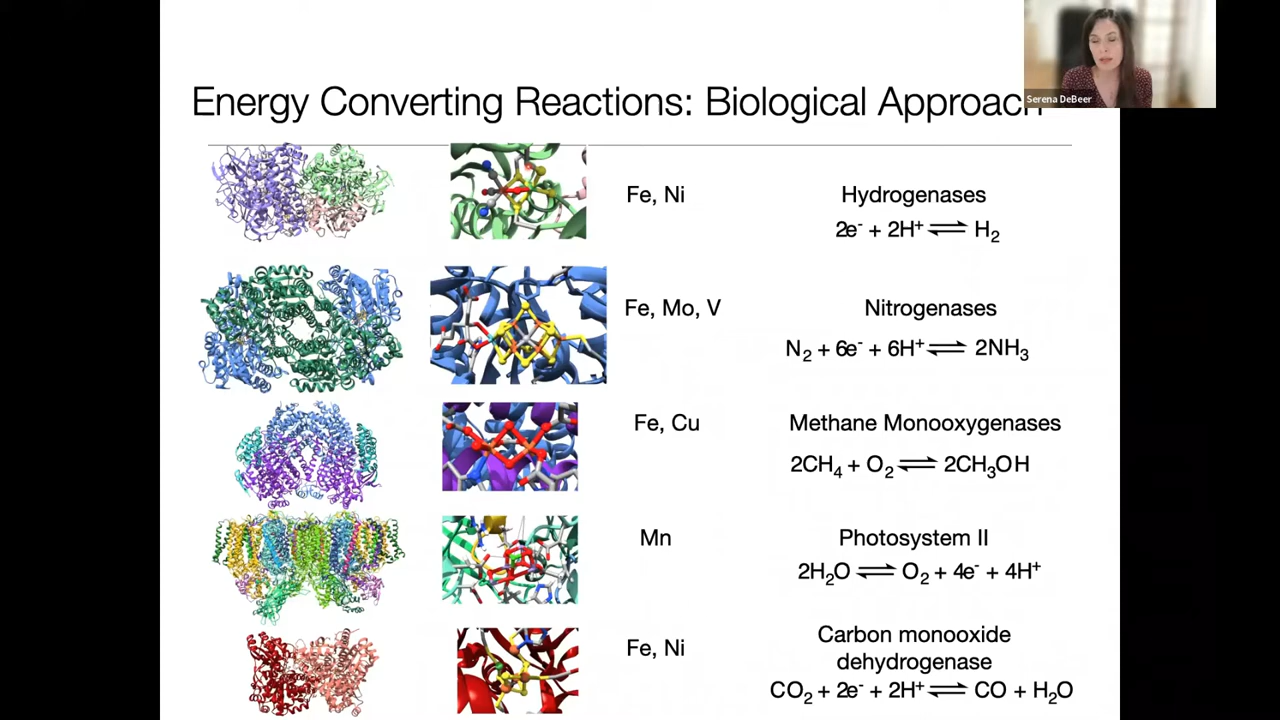 Energy Converting Reactions: Biological Approach
Serena DeBeer
Fe, Ni
Hydrogenases
2e⁻ + 2H⁺ ⇌ H₂
Fe, Mo, V
Nitrogenases
N₂ + 6e⁻ + 6H⁺ ⇌ 2NH₃
Fe, Cu
Methane Monooxygenases
2CH₄ + O₂ ⇌ 2CH₃OH
Mn
Photosystem II
2H₂O ⇌ O₂ + 4e⁻ + 4H⁺
Fe, Ni
Carbon monooxide
dehydrogenase
CO₂ + 2e⁻ + 2H⁺ ⇌ CO + H₂O